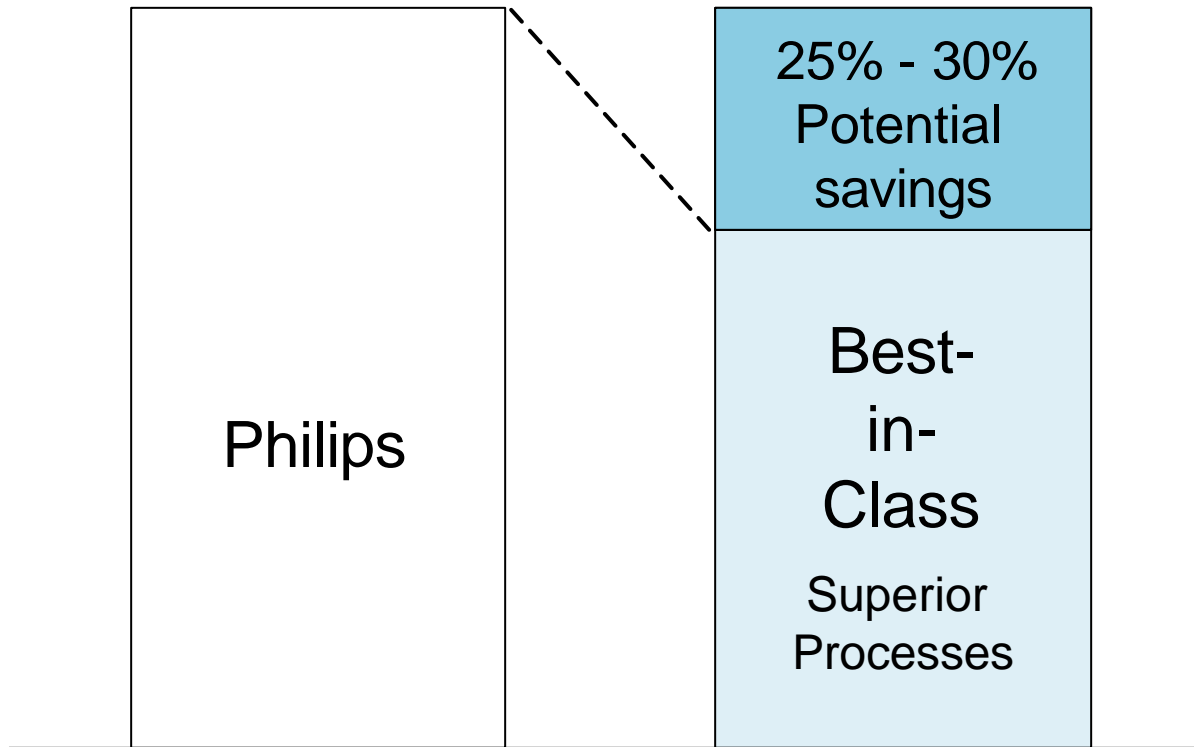 Philips
25% - 30%
Potential
savings
Best-
in-
Class
Superior
Processes